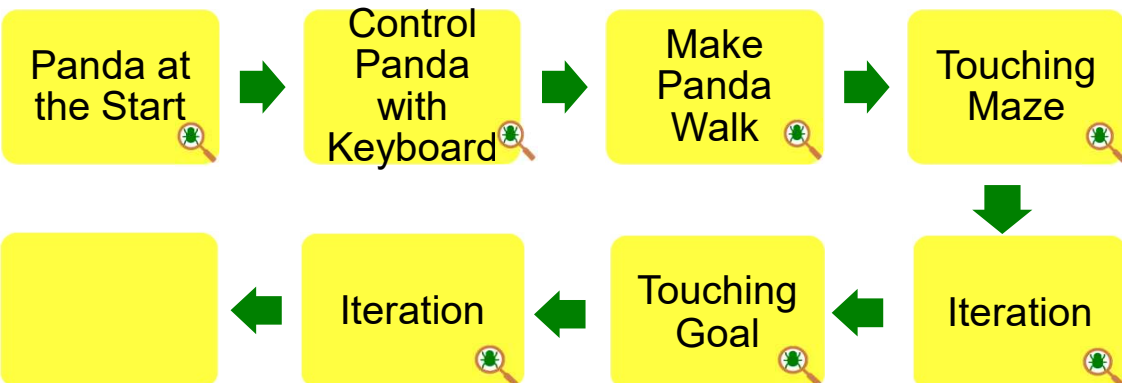 Panda at
the Start
Control
Panda
with
Keyboard
Make
Panda
Walk
Touching
Maze
Iteration
Touching
Goal
Iteration